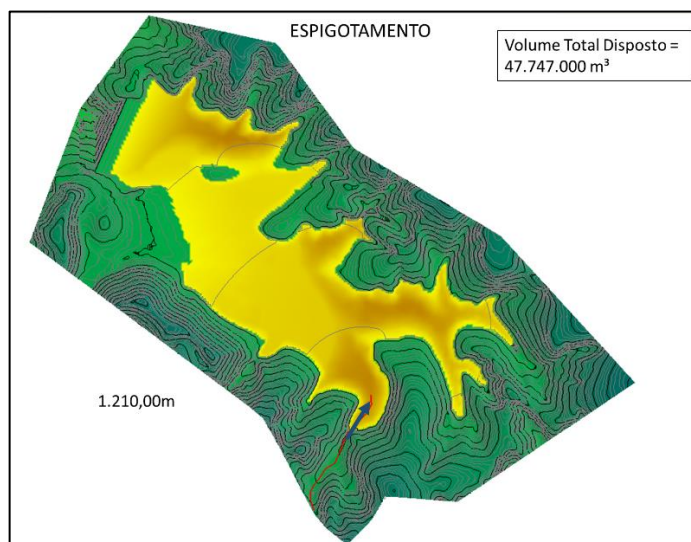 ESPIGOTAMENTO
Volume Total Disposto =
47.747.000 m³
1.210,00m